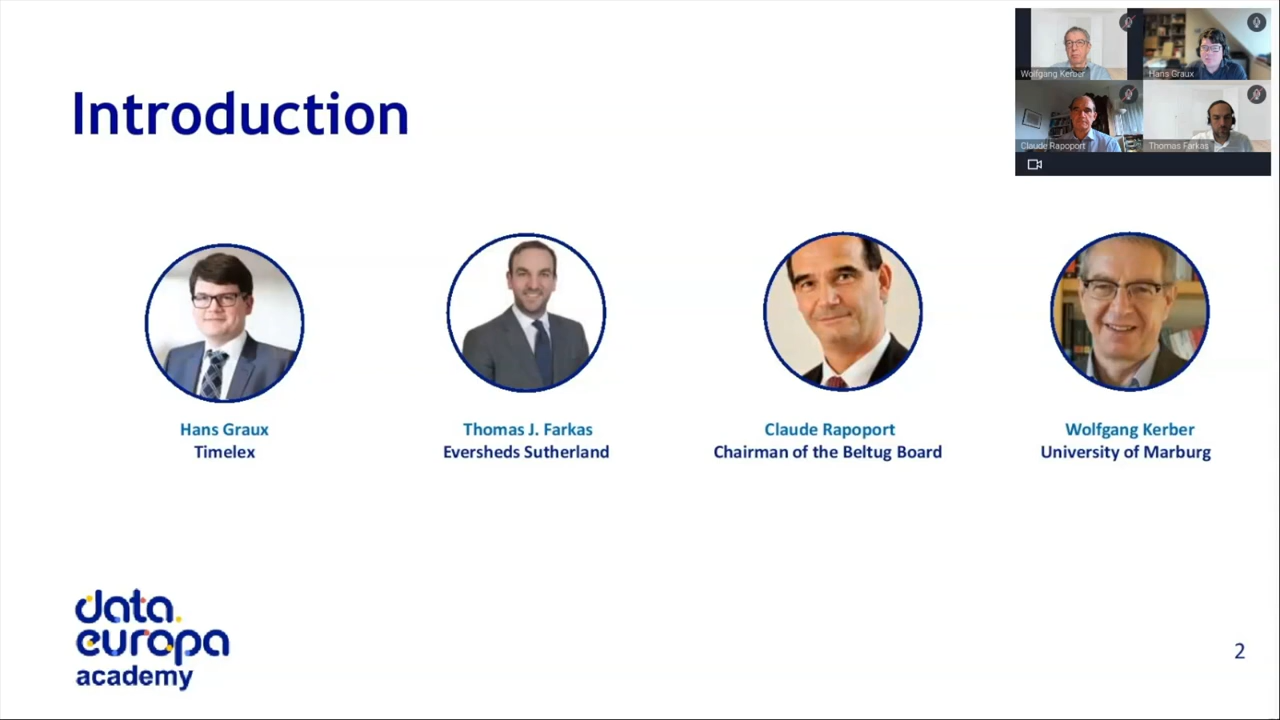 Introduction
Wolfgang Kerber
Hans Graux
Claude Rapoport
Thomas Farkas
Hans Graux
Timelex
Thomas J. Farkas
Eversheds Sutherland
Claude Rapoport
Chairman of the Beltug Board
Wolfgang Kerber
University of Marburg
data.
europa
academy
2